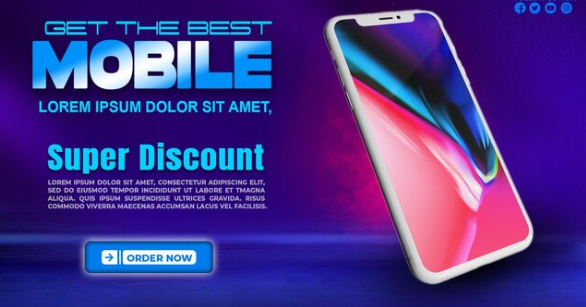 GET THE BEST
MOBILE
LOREM IPSUM DOLOR SIT AMET,
Super Discount
LOREM IPSUM DOLOR SIT AMET, CONSECTETUR ADIPISCING ELIT,
SED DO EIUSMOD TEMPOR INCIDIDUNT UT LABORE ET TMAGNA
ALIQUA. QUIS IPSUM SUSPENDISSE ULTRICES GRAVIDA. RISUS
COMMODO VIVERRA MAECENAS ACCUMSAN LACUS VEL FACILISIS.
ORDER NOW